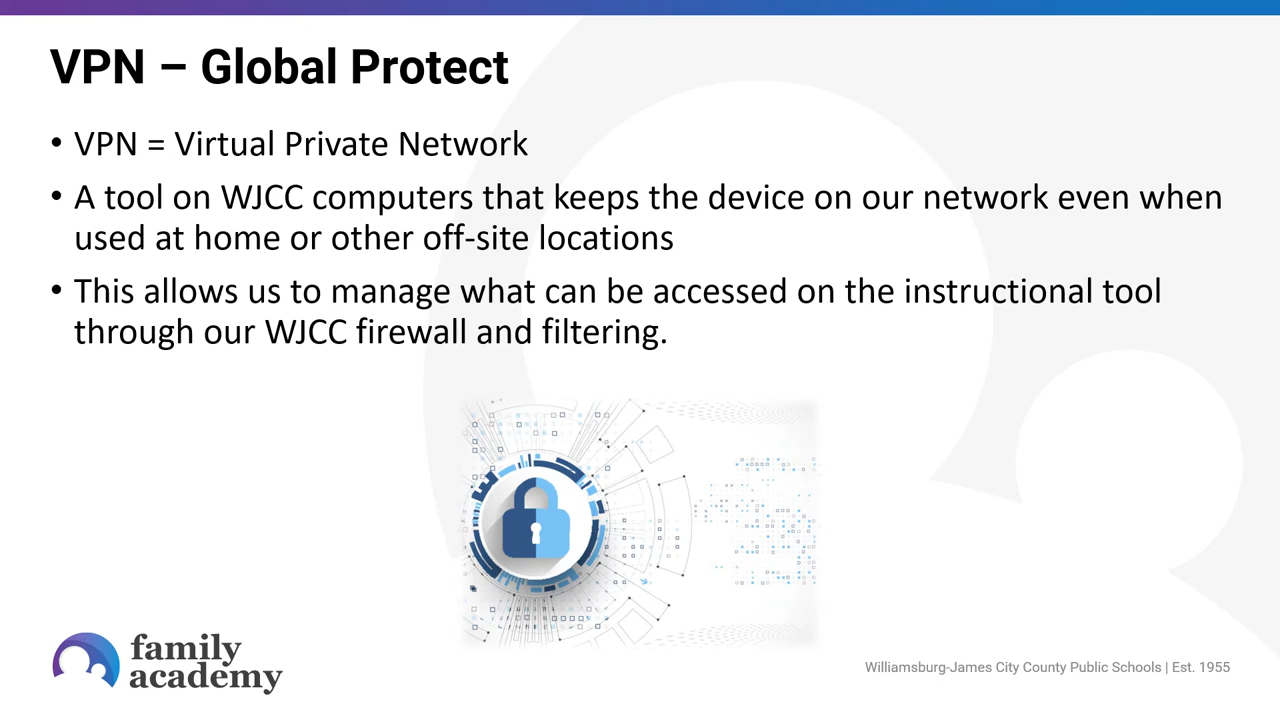 VPN – Global Protect
• VPN = Virtual Private Network
• A tool on WJCC computers that keeps the device on our network even when
used at home or other off-site locations
• This allows us to manage what can be accessed on the instructional tool
through our WJCC firewall and filtering.
family
academy
Williamsburg-James City County Public Schools | Est. 1955